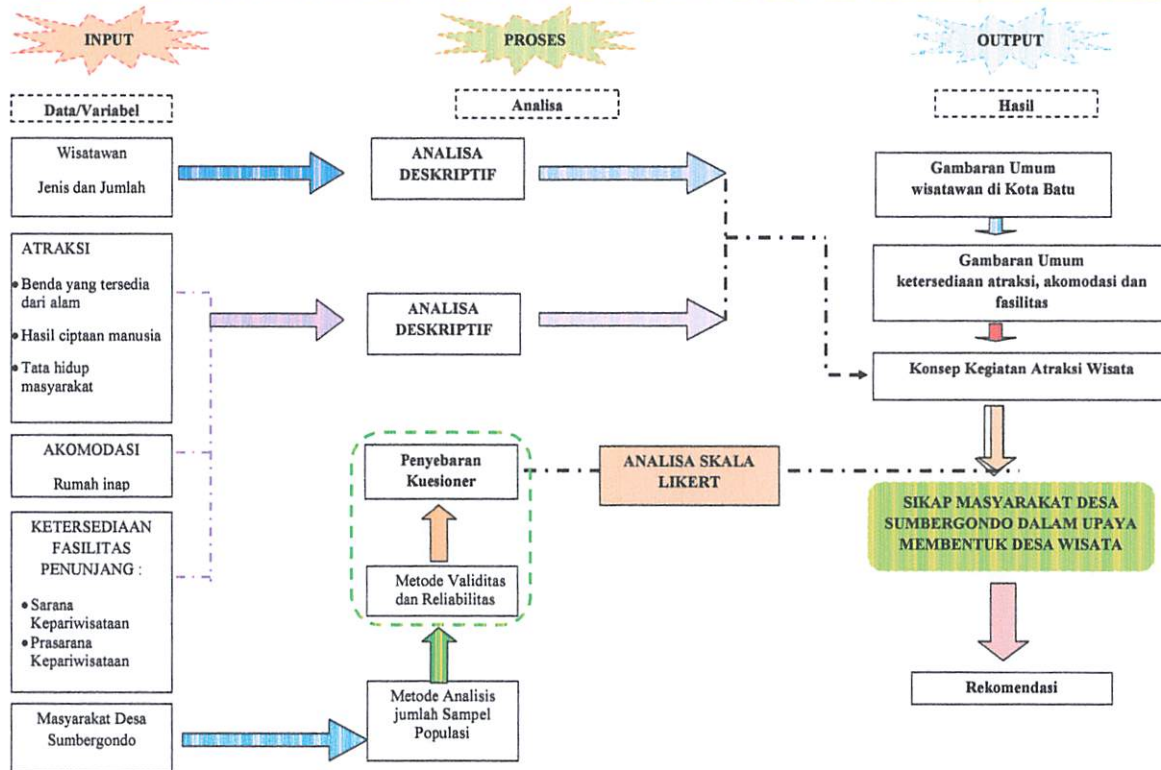 INPUT
PROSES
OUTPUT
Data/Variabel
Analisa
Hasil
Wisatawan
Jenis dan Jumlah
ANALISA
DESKRIPTIF
Gambaran Umum
wisatawan di Kota Batu
ATRAKSI
• Benda yang tersedia
dari alam
• Hasil ciptaan manusia
• Tata hidup
masyarakat
ANALISA
DESKRIPTIF
Gambaran Umum
ketersediaan atraksi, akomodasi dan
fasilitas
Konsep Kegiatan Atraksi Wisata
AKOMODASI
Rumah inap
Penyebaran
Kuesioner
ANALISA SKALA
LIKERT
SIKAP MASYARAKAT DESA
SUMBERGONDO DALAM UPAYA
MEMBENTUK DESA WISATA
KETERSEDIAAN
FASILITAS
PENUNJANG :
• Sarana
Kepariwisataan
• Prasarana
Kepariwisataan
Metode Validitas
dan Reliabilitas
Rekomendasi
Masyarakat Desa
Sumbergondo
Metode Analisis
jumlah Sampel
Populasi